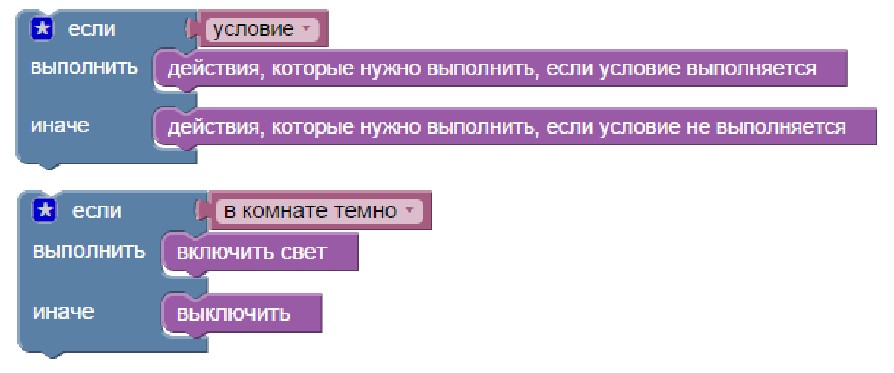 если условие
выполнить действия, которые нужно выполнить, если условие выполняется
иначе действия, которые нужно выполнить, если условие не выполняется
если в комнате темно
выполнить включить свет
иначе выключить